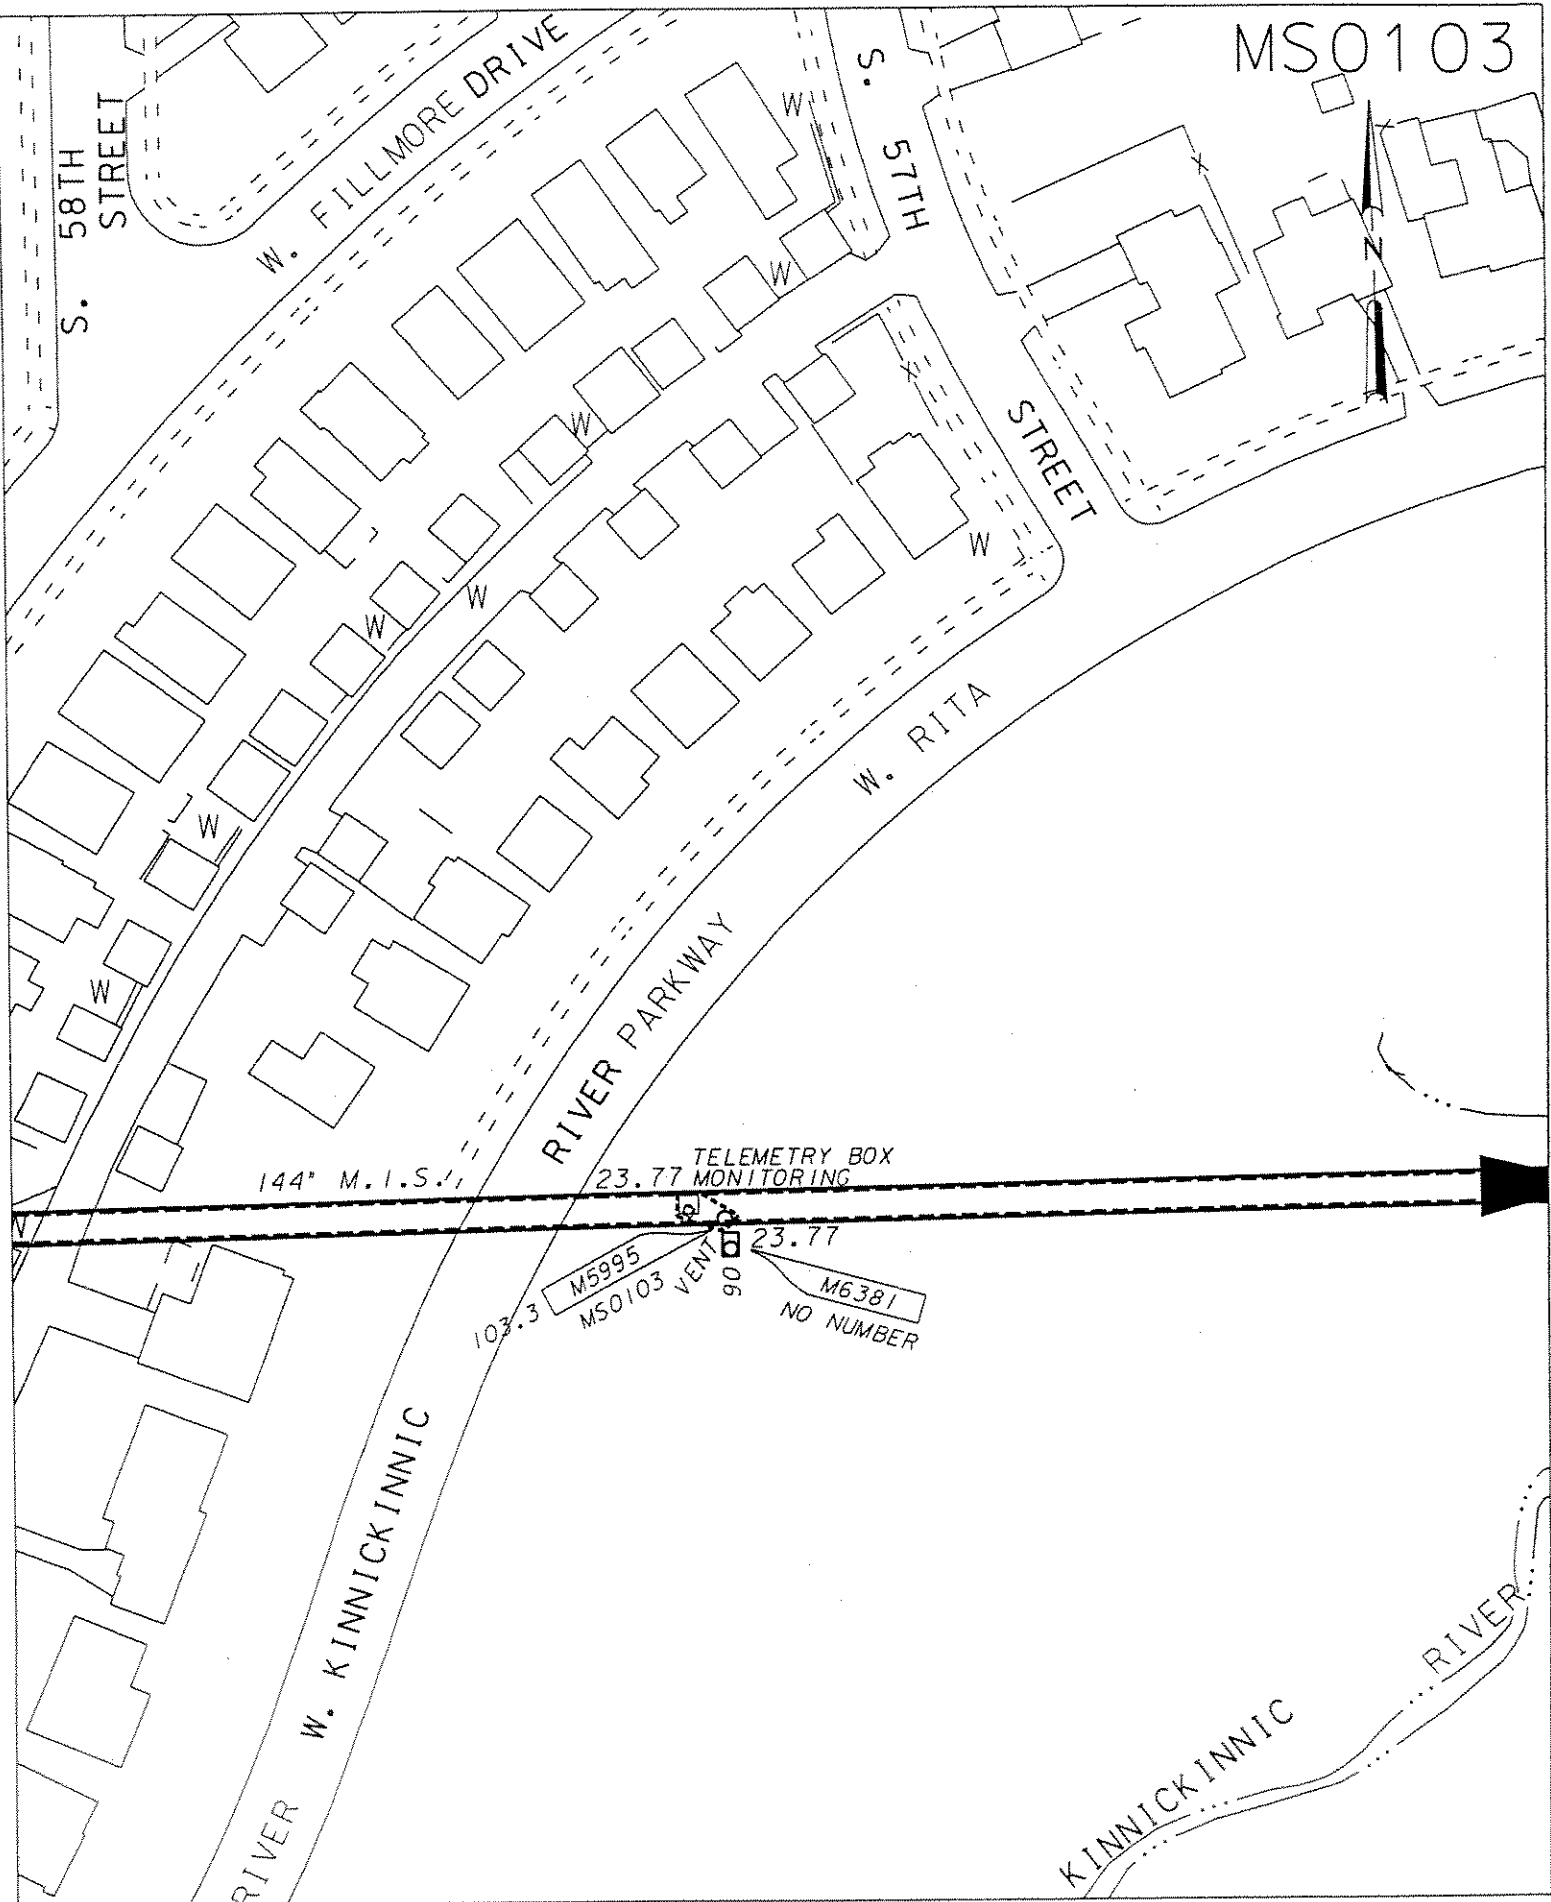 MS0103
S. 58TH
STREET
W. FILLMORE DRIVE
S. 57TH
STREET
W
W
W
W
W
W
W
W
N
X
X
X
W. RITA
RIVER PARKWAY
144" M.I.S.
23.77
TELEMETRY BOX
MONITORING
23.77
M5995
MS0103
103.3
VENT
90
M6381
NO NUMBER
W. KINNICKINNIC
RIVER
KINNICKINNIC
RIVER